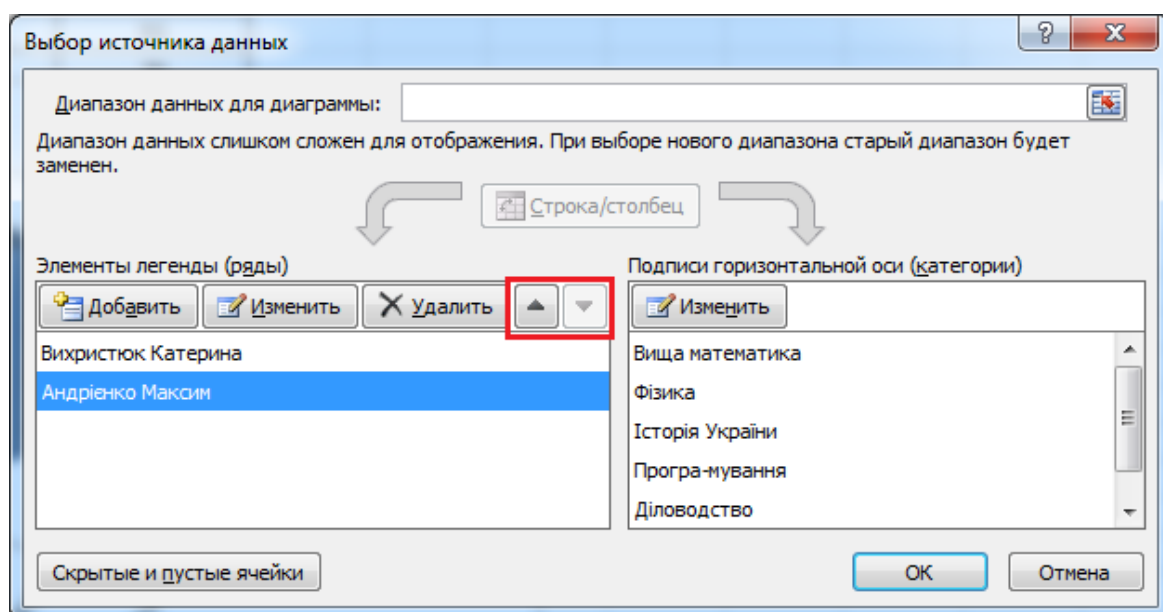 Выбор источника данных
Диапазон данных для диаграммы:
Диапазон данных слишком сложен для отображения. При выборе нового диапазона старый диапазон будет
заменен.
Строка/столбец
Элементы легенды (ряды)
Подписи горизонтальной оси (категории)
Добавить Изменить Удалить
Изменить
Вихристюк Катерина
Андрієнко Максим
Вища математика
Фізика
Історія України
Програ-мування
Діловодство
Скрытые и пустые ячейки
ОК Отмена